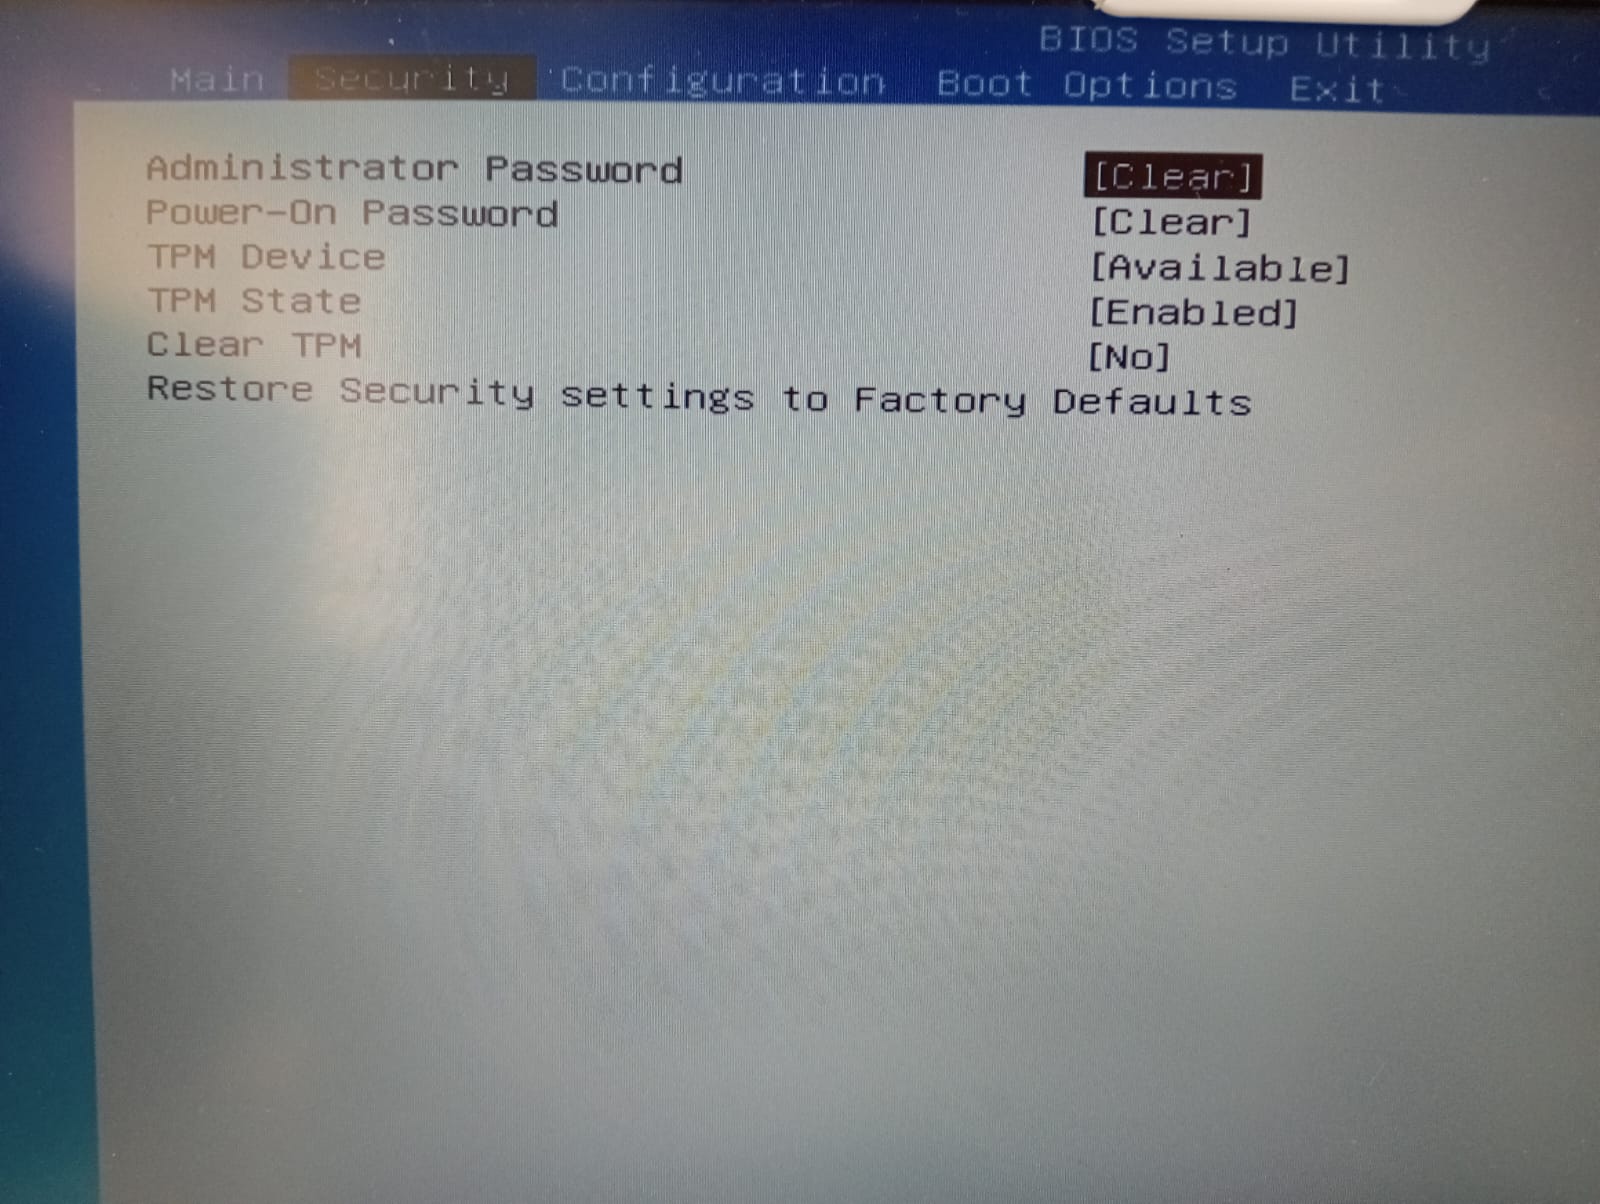 BIOS Setup Utility
Main Security Configuration Boot Options Exit
Administrator Password [Clear]
Power-On Password [Clear]
TPM Device [Available]
TPM State [Enabled]
Clear TPM [No]
Restore Security settings to Factory Defaults